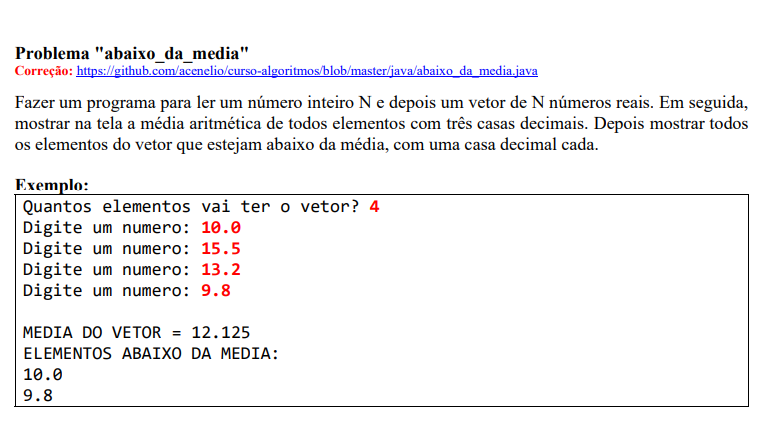 Problema "abaixo_da_media"
Correção: https://github.com/acenelio/curso-algoritmos/blob/master/java/abaixo_da_media.java
Fazer um programa para ler um número inteiro N e depois um vetor de N números reais. Em seguida,
mostrar na tela a média aritmética de todos elementos com três casas decimais. Depois mostrar todos
os elementos do vetor que estejam abaixo da média, com uma casa decimal cada.
Exemplo:
Quantos elementos vai ter o vetor? 4
Digite um numero: 10.0
Digite um numero: 15.5
Digite um numero: 13.2
Digite um numero: 9.8
MEDIA DO VETOR = 12.125
ELEMENTOS ABAIXO DA MEDIA:
10.0
9.8